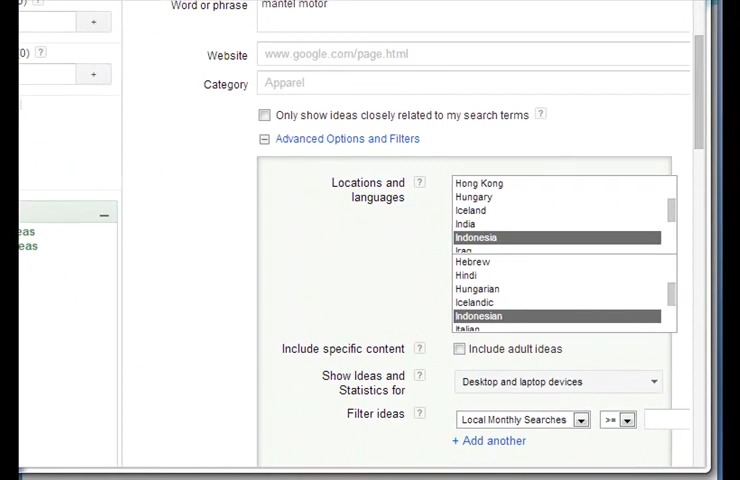 Word or phrase
mantel motor
+
(0) ?
+
Website
www.google.com/page.html
Category
Apparel
Only show ideas closely related to my search terms ?
Advanced Options and Filters
Locations and languages ?
Hong Kong
Hungary
Iceland
India
Indonesia
Iraq
Hebrew
Hindi
Hungarian
Icelandic
Indonesian
Italian
eas
eas
Include specific content ?
Include adult ideas
Show Ideas and Statistics for ?
Desktop and laptop devices
Filter ideas ?
Local Monthly Searches
>=
+ Add another